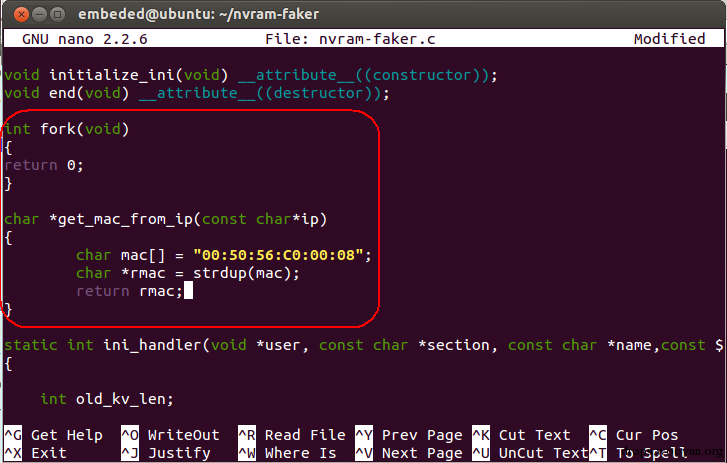 embeded@ubuntu: ~/nvram-faker
GNU nano 2.2.6 File: nvram-faker.c Modified
void initialize_ini(void) __attribute__((constructor));
void end(void) __attribute__((destructor));
int fork(void)
{
return 0;
}
char *get_mac_from_ip(const char*ip)
{
char mac[] = "00:50:56:C0:00:08";
char *rmac = strdup(mac);
return rmac;
}
static int ini_handler(void *user, const char *section, const char *name,const $
{
int old_kv_len;
^G Get Help ^O WriteOut ^R Read File ^Y Prev Page ^K Cut Text ^C Cur Pos
^X Exit ^J Justify ^W Where Is ^V Next Page ^U UnCut Text^T To Spell